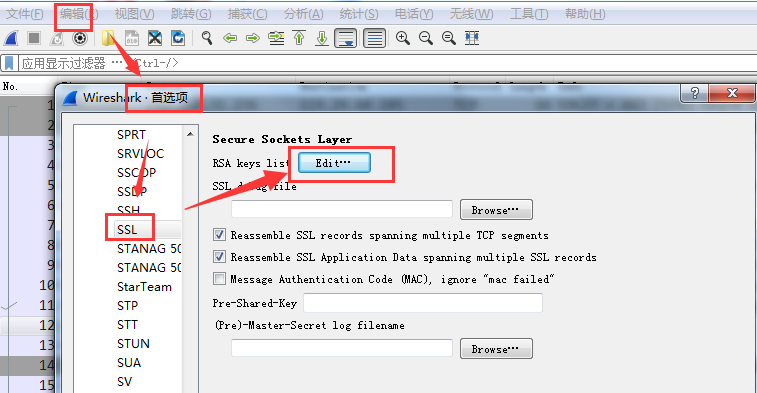 文件(F) 编辑(E) 视图(V) 跳转(G) 捕获(C) 分析(A) 统计(S) 电话(Y) 无线(W) 工具(T) 帮助(H)
应用显示过滤器 … <Ctrl-/>
No.
Wireshark · 首选项
1
2
3
4
5
6
7
8
9
10
11
12
13
14
15
SPRT
SRVLOC
SSCOP
SSDP
SSH
SSL
STANAG 50
STANAG 50
StarTeam
STP
STT
STUN
SUA
SV
Secure Sockets Layer
RSA keys list Edit…
SSL debug file
Browse…
Reassemble SSL records spanning multiple TCP segments
Reassemble SSL Application Data spanning multiple SSL records
Message Authentication Code (MAC), ignore "mac failed"
Pre-Shared-Key
(Pre)-Master-Secret log filename
Browse…